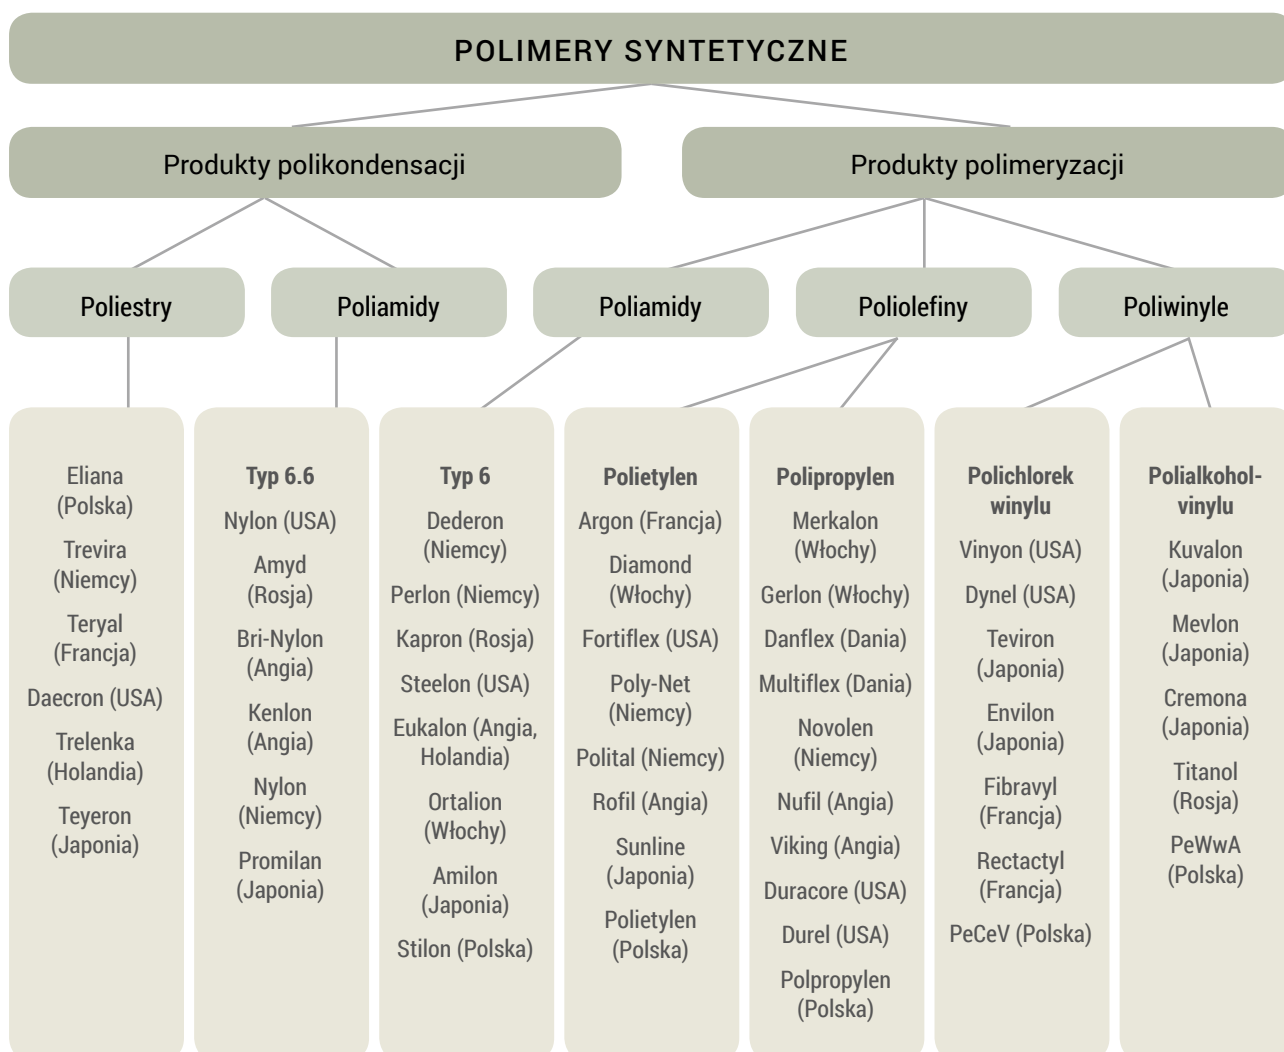 POLIMERY SYNTETYCZNE
Produkty polikondensacji
Produkty polimeryzacji
Poliestry
Poliamidy
Poliamidy
Poliolefiny
Poliwinyle
Eliana
(Polska)
Trevira
(Niemcy)
Teryal
(Francja)
Daecron (USA)
Trelenka
(Holandia)
Teyeron
(Japonia)
Typ 6.6
Nylon (USA)
Amyd
(Rosja)
Bri-Nylon
(Angia)
Kenlon
(Angia)
Nylon
(Niemcy)
Promilan
(Japonia)
Typ 6
Dederon
(Niemcy)
Perlon (Niemcy)
Kapron (Rosja)
Steelon (USA)
Eukalon (Angia,
Holandia)
Ortalion
(Włochy)
Amilon
(Japonia)
Stilon (Polska)
Polietylen
Argon (Francja)
Diamond
(Włochy)
Fortiflex (USA)
Poly-Net
(Niemcy)
Polital (Niemcy)
Rofil (Angia)
Sunline
(Japonia)
Polietylen
(Polska)
Polipropylen
Merkalon
(Włochy)
Gerlon (Włochy)
Danflex (Dania)
Multiflex (Dania)
Novolen
(Niemcy)
Nufil (Angia)
Viking (Angia)
Duracore (USA)
Durel (USA)
Polpropylen
(Polska)
Polichlorek
winylu
Vinyon (USA)
Dynel (USA)
Teviron
(Japonia)
Envilon
(Japonia)
Fibravyl
(Francja)
Rectactyl
(Francja)
PeCeV (Polska)
Polialkohol-
vinylu
Kuvalon
(Japonia)
Mevlon
(Japonia)
Cremona
(Japonia)
Titanol
(Rosja)
PeWwA
(Polska)